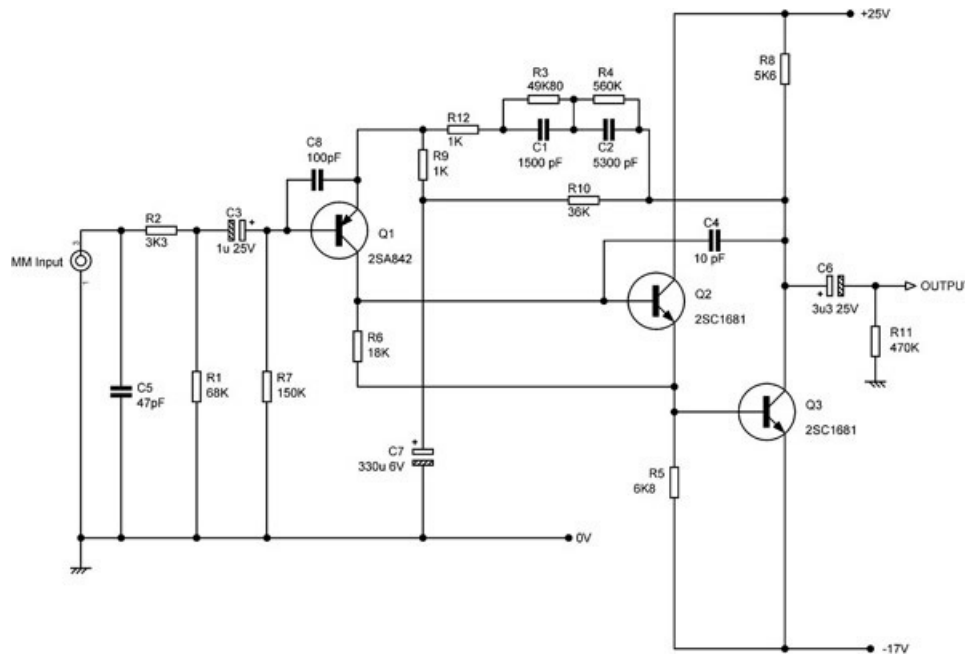 +25V
R8
5K6
R3
49K80
R4
560K
R12
1K
C1
1500 pF
C2
5300 pF
C8
100pF
R9
1K
R10
36K
R2
3K3
C3
+
1u 25V
Q1
2SA842
MM Input
2
1
C4
10 pF
Q2
2SC1681
C6
+
3u3 25V
OUTPUT
R6
18K
R11
470K
C5
47pF
R1
68K
R7
150K
Q3
2SC1681
+
C7
330u 6V
R5
6K8
0V
-17V